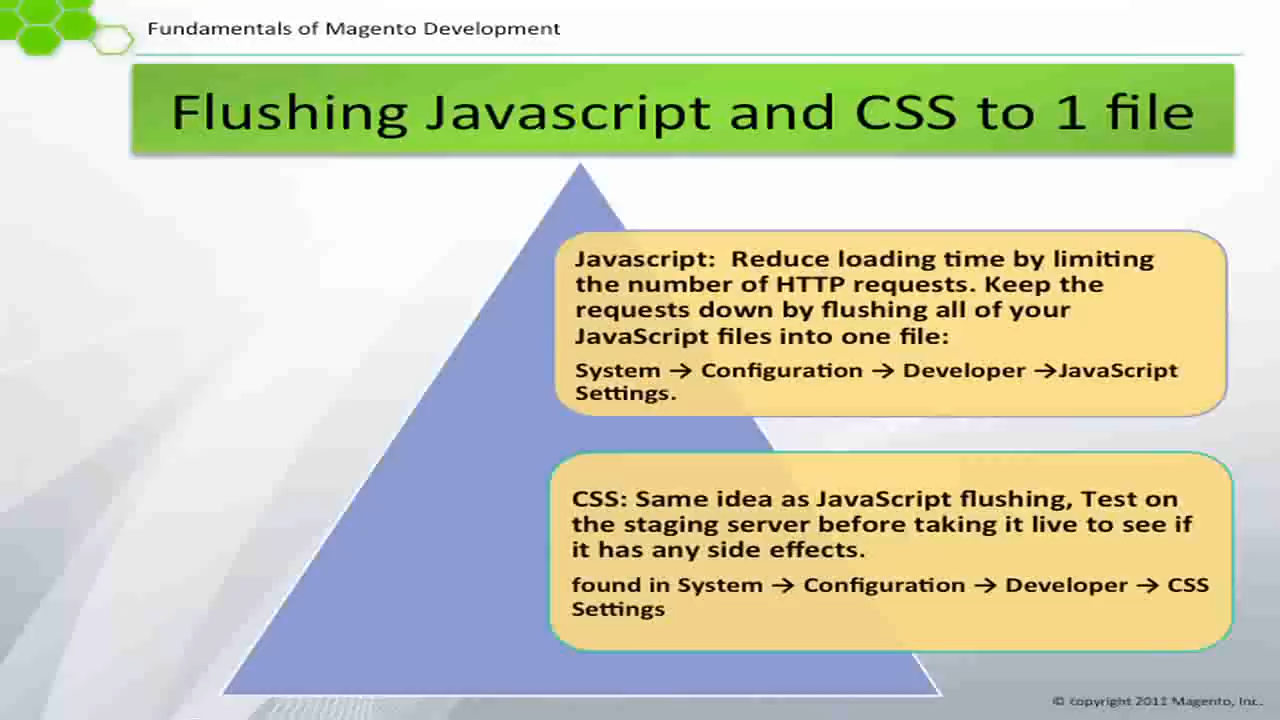 Fundamentals of Magento Development
Flushing Javascript and CSS to 1 file
Javascript:  Reduce loading time by limiting
the number of HTTP requests. Keep the
requests down by flushing all of your
JavaScript files into one file:
System → Configuration → Developer →JavaScript
Settings.
CSS: Same idea as JavaScript flushing, Test on
the staging server before taking it live to see if
it has any side effects.
found in System → Configuration → Developer → CSS
Settings
© copyright 2011 Magento, Inc.